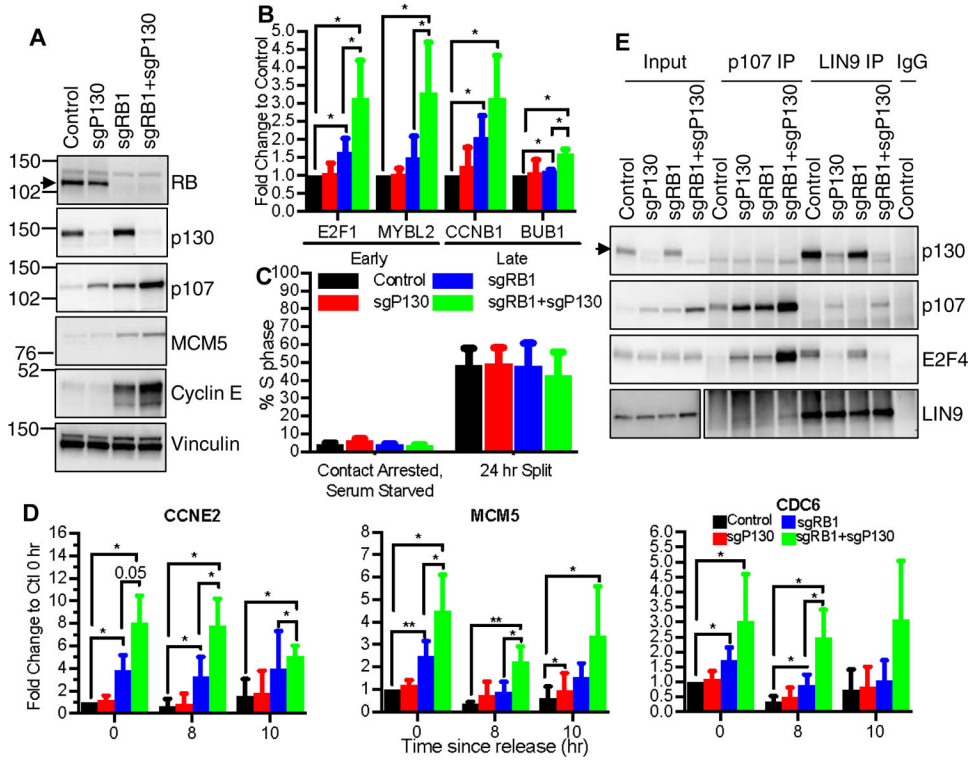 A
Control
sgP130
sgRB1
sgRB1+sgP130
150
102
RB
150
p130
150
102
p107
MCM5
76
52
Cyclin E
150
Vinculin
B
Fold Change to Control
5.0
4.5
4.0
3.5
3.0
2.5
2.0
1.5
1.0
0.5
0.0
* * * * * * * * * *
E2F1 MYBL2 CCNB1 BUB1
Early Late
C
% S phase
100
90
80
70
60
50
40
30
20
10
0
Control sgRB1
sgP130 sgRB1+sgP130
Contact Arrested,
Serum Starved
24 hr Split
E
Input p107 IP LIN9 IP IgG
Control
sgP130
sgRB1
sgRB1+sgP130
Control
sgP130
sgRB1
sgRB1+sgP130
Control
sgP130
sgRB1
sgRB1+sgP130
Control
p130
p107
E2F4
LIN9
D
CCNE2
Fold Change to Ctl 0 hr
16
14
12
10
8
6
4
2
0
* 0.05 * * * * * *
0 8 10
MCM5
8
7
6
5
4
3
2
1
0
* * ** ** * * *
0 8 10
Time since release (hr)
CDC6
Control sgRB1
sgP130 sgRB1+sgP130
6.0
5.5
5.0
4.5
4.0
3.5
3.0
2.5
2.0
1.5
1.0
0.5
0.0
* * * * *
0 8 10